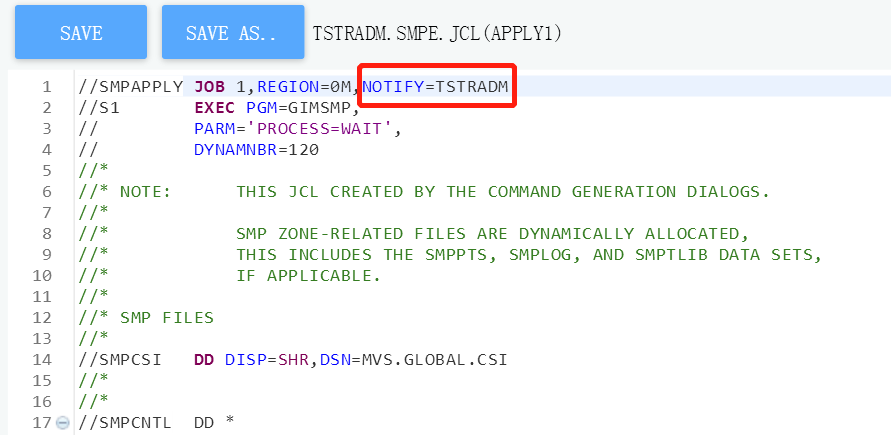 SAVE SAVE AS.. TSTRADM.SMPE.JCL(APPLY1)
1 //SMPAPPLY JOB 1,REGION=0M,NOTIFY=TSTRADM
2 //S1 EXEC PGM=GIMSMP,
3 // PARM='PROCESS=WAIT',
4 // DYNAMNBR=120
5 //*
6 //* NOTE: THIS JCL CREATED BY THE COMMAND GENERATION DIALOGS.
7 //*
8 //* SMP ZONE-RELATED FILES ARE DYNAMICALLY ALLOCATED,
9 //* THIS INCLUDES THE SMPPTS, SMPLOG, AND SMPTLIB DATA SETS,
10 //* IF APPLICABLE.
11 //*
12 //* SMP FILES
13 //*
14 //SMPCSI DD DISP=SHR,DSN=MVS.GLOBAL.CSI
15 //*
16 //*
17 //SMPCNTL DD *